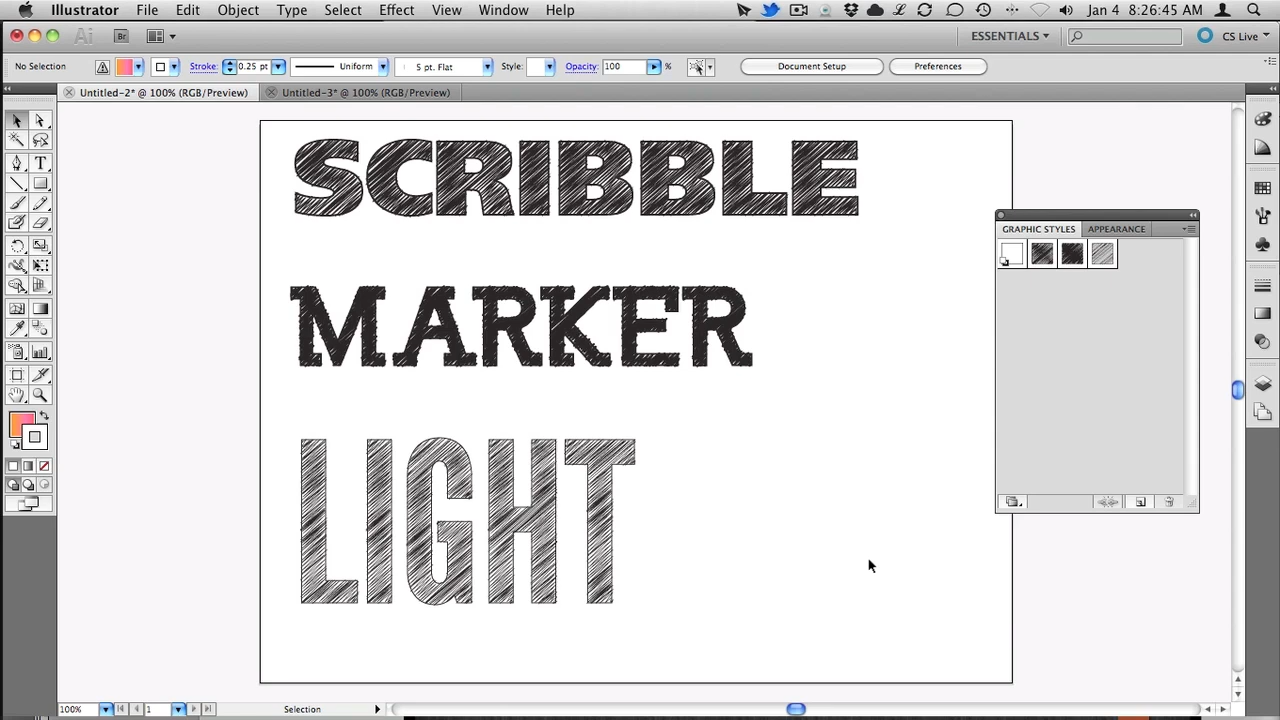 Illustrator File Edit Object Type Select Effect View Window Help Jan 4 8:26:45 AM
Ai Br ESSENTIALS CS Live
No Selection Stroke: 0.25 pt Uniform 5 pt. Flat Style: Opacity: 100 % Document Setup Preferences
Untitled-2* @ 100% (RGB/Preview) Untitled-3* @ 100% (RGB/Preview)
SCRIBBLE
GRAPHIC STYLES APPEARANCE
MARKER
LIGHT
100% 1 Selection